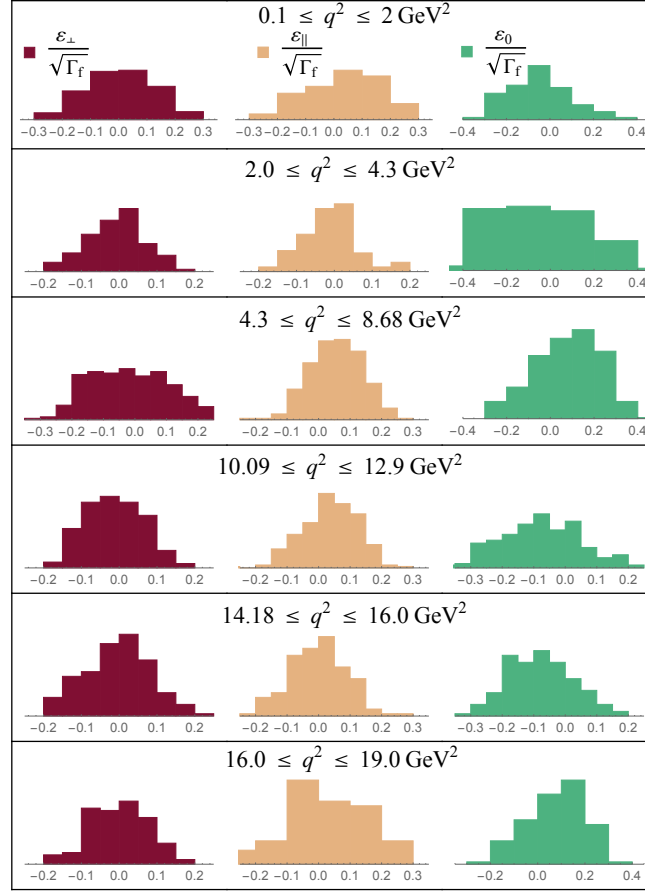 0.1 ≤ q² ≤ 2 GeV²
ε⊥/√Γf ε||/√Γf ε0/√Γf
−0.3 −0.2 −0.1 0.0 0.1 0.2 0.3 −0.3 −0.2 −0.1 0.0 0.1 0.2 0.3 −0.4 −0.2 0.0 0.2 0.4
2.0 ≤ q² ≤ 4.3 GeV²
−0.2 −0.1 0.0 0.1 0.2 −0.2 −0.1 0.0 0.1 0.2 −0.4 −0.2 0.0 0.2 0.4
4.3 ≤ q² ≤ 8.68 GeV²
−0.3 −0.2 −0.1 0.0 0.1 0.2 −0.2 −0.1 0.0 0.1 0.2 0.3 −0.4 −0.2 0.0 0.2 0.4
10.09 ≤ q² ≤ 12.9 GeV²
−0.2 −0.1 0.0 0.1 0.2 −0.2 −0.1 0.0 0.1 0.2 0.3 −0.3 −0.2 −0.1 0.0 0.1 0.2
14.18 ≤ q² ≤ 16.0 GeV²
−0.2 −0.1 0.0 0.1 0.2 −0.2 −0.1 0.0 0.1 0.2 0.3 −0.3 −0.2 −0.1 0.0 0.1 0.2
16.0 ≤ q² ≤ 19.0 GeV²
−0.2 −0.1 0.0 0.1 0.2 −0.2 −0.1 0.0 0.1 0.2 0.3 −0.2 0.0 0.2 0.4